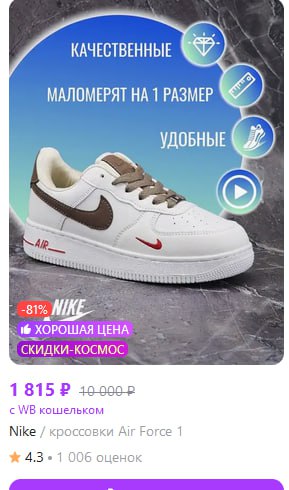 КАЧЕСТВЕННЫЕ
МАЛОМЕРЯТ НА 1 РАЗМЕР
УДОБНЫЕ
AIR
NIKE
-81%
ХОРОШАЯ ЦЕНА
СКИДКИ-КОСМОС
1 815 ₽ 10 000 ₽
с WB кошельком
Nike / кроссовки Air Force 1
4.3 • 1 006 оценок